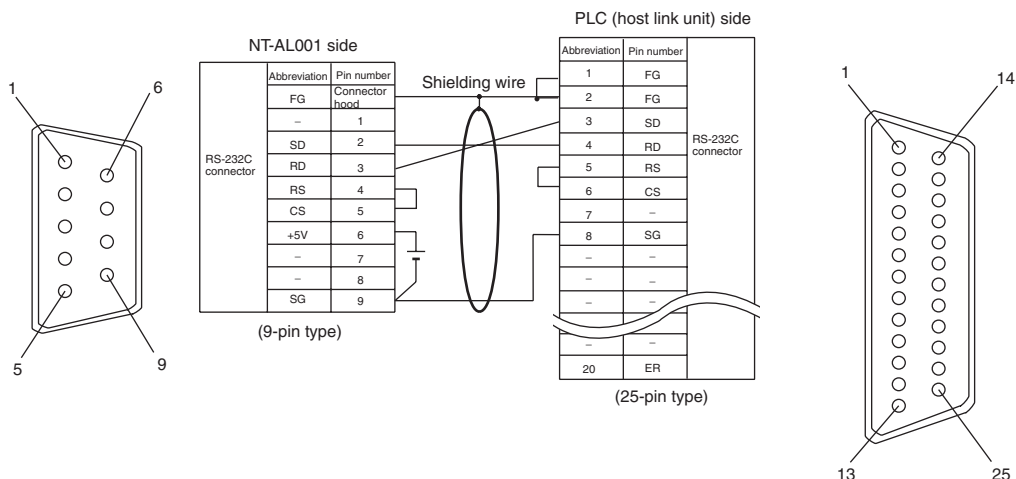 PLC (host link unit) side
NT-AL001 side
Shielding wire
Abbreviation Pin number
FG Connector hood
– 1
SD 2
RD 3
RS 4
CS 5
+5V 6
– 7
– 8
SG 9
RS-232C
connector
(9-pin type)
Abbreviation Pin number
1 FG
2 FG
3 SD
4 RD
5 RS
6 CS
7 –
8 SG
– –
– –
– –
– –
20 ER
RS-232C
connector
(25-pin type)
1
6
5
9
1
14
13
25